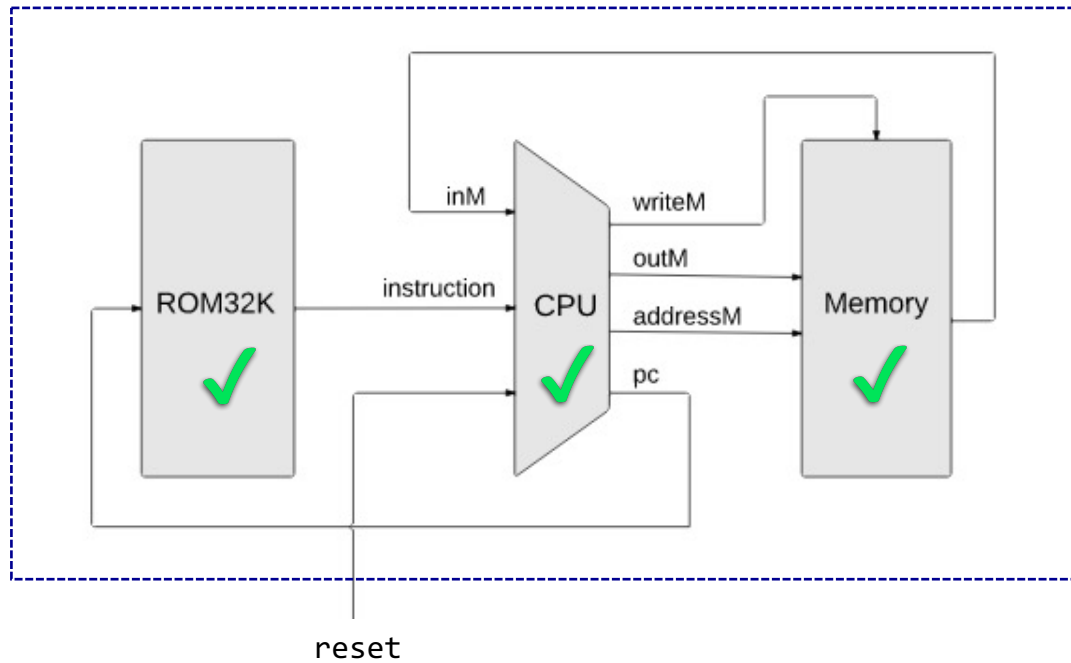 inM
writeM
outM
instruction
ROM32K
CPU
Memory
addressM
pc
reset